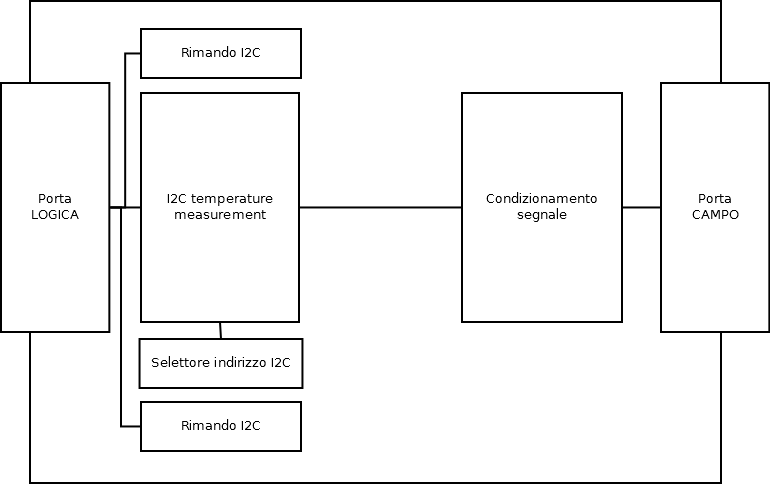 Rimando I2C
Porta
LOGICA
I2C temperature
measurement
Condizionamento
segnale
Porta
CAMPO
Selettore indirizzo I2C
Rimando I2C